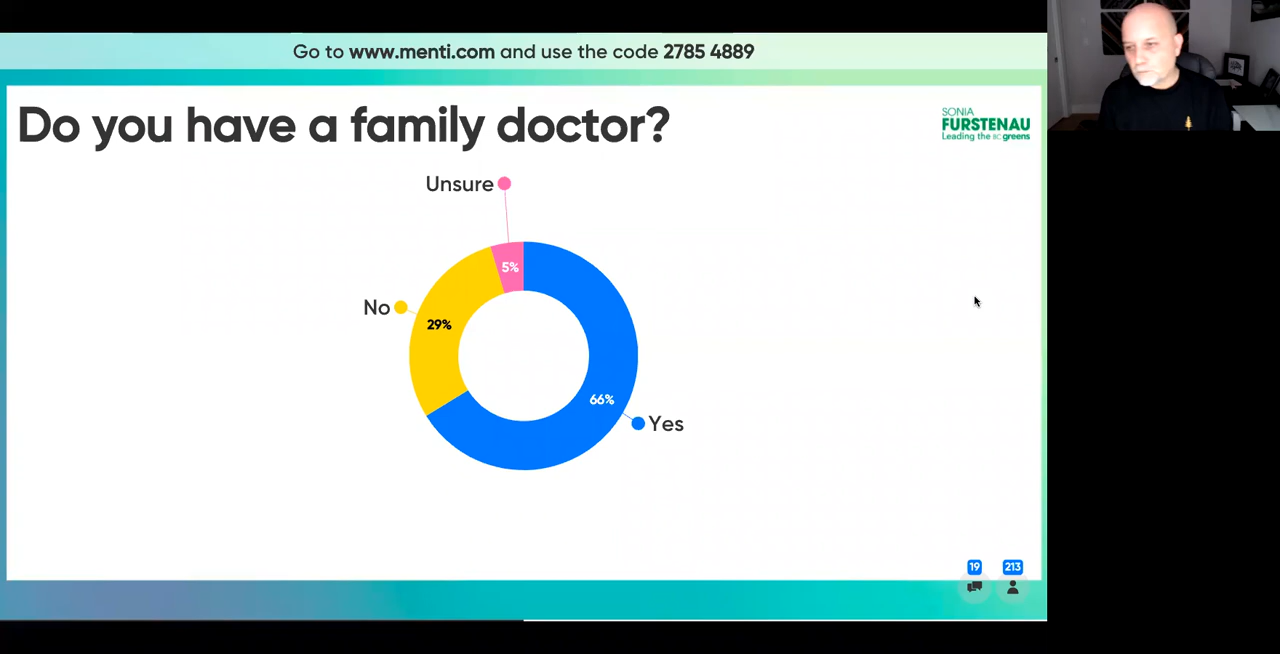 Go to www.menti.com and use the code 2785 4889
Do you have a family doctor?
SONIA
FURSTENAU
Leading the BC greens
Unsure
5%
No
29%
66%
Yes
19
213